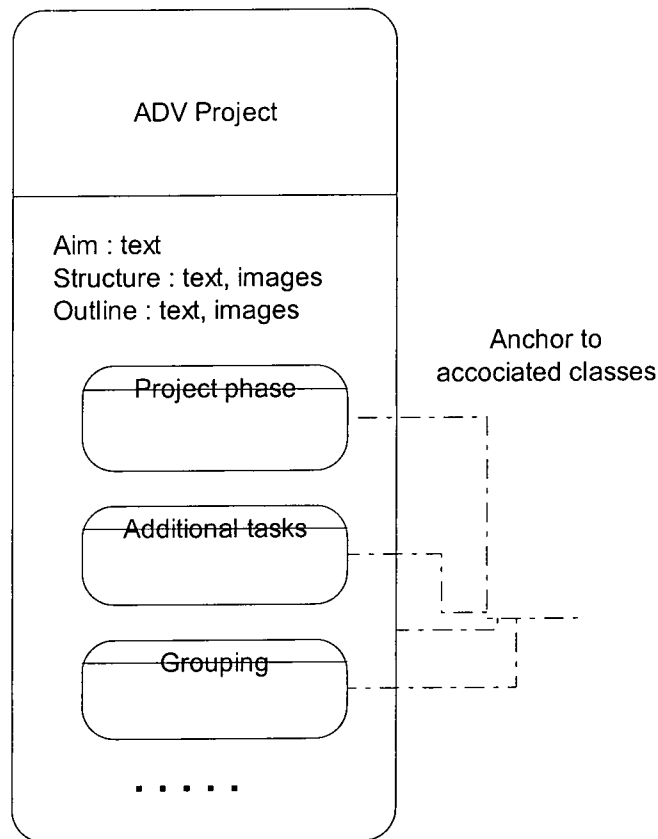 ADV Project
Aim : text
Structure : text, images
Outline : text, images
Anchor to
accociated classes
Project phase
Additional tasks
Grouping
. . . . .